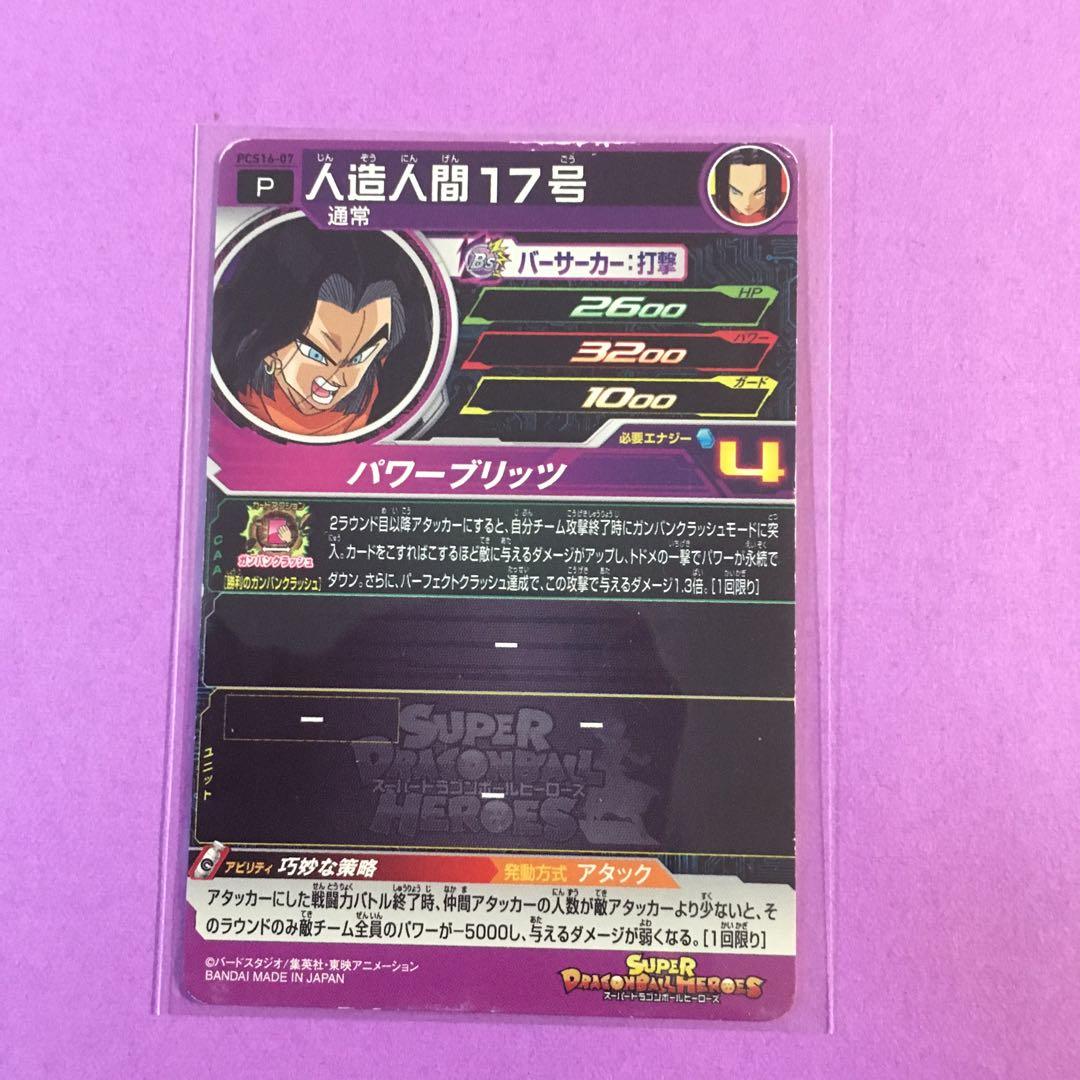 PCS16-07
P
じん ぞう にん げん ごう
人造人間17号
通常
Bs
バーサーカー:打撃
HP
2600
パワー
3200
ガード
1000
必要エナジー
4
パワーブリッツ
CAA
カードアクション
ガンバンクラッシュ
[勝利のガンバンクラッシュ]
2ラウンド目以降アタッカーにすると、自分チーム攻撃終了時にガンバンクラッシュモードに突
入。カードをこすればこするほど敵に与えるダメージがアップし、トドメの一撃でパワーが永続で
ダウン。さらに、パーフェクトクラッシュ達成で、この攻撃で与えるダメージ1.3倍。[1回限り]
ー
ユニット
ー
ー
ー
SUPER
DRAGONBALL
スーパードラゴンボールヒーローズ
HEROES
アビリティ 巧妙な策略
発動方式 アタック
アタッカーにした戦闘力バトル終了時、仲間アタッカーの人数が敵アタッカーより少ないと、そ
のラウンドのみ敵チーム全員のパワーが-5000し、与えるダメージが弱くなる。[1回限り]
©バードスタジオ/集英社・東映アニメーション
BANDAI MADE IN JAPAN
SUPER
DRAGONBALL HEROES
スーパードラゴンボールヒーローズ